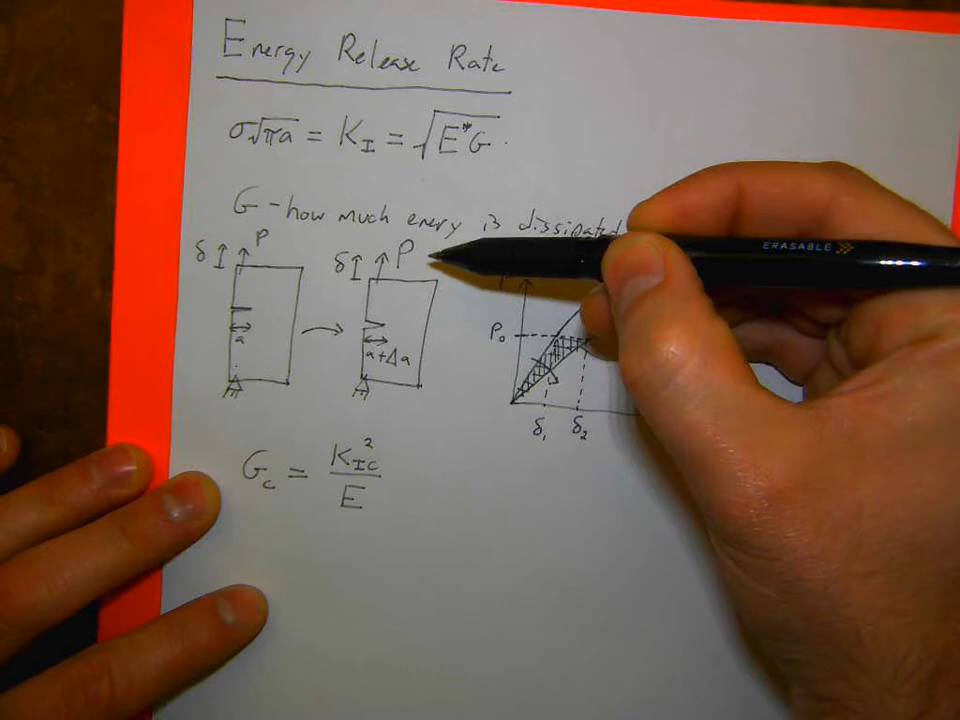 Energy Release Rate
σ√πa = K_I = √E*G.
G - how much enery is dissipated
δ P δ P
a a+Δa P₀
δ₁ δ₂
G_c = K_Ic² / E
ERASABLE